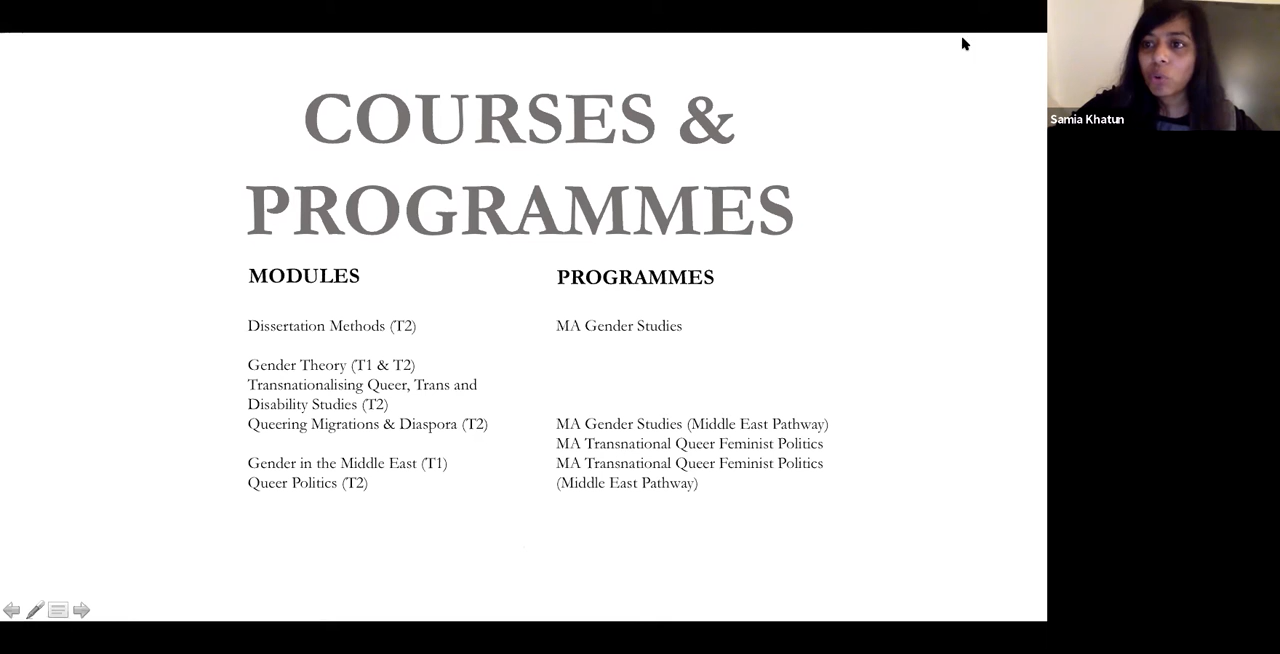 COURSES &
PROGRAMMES
MODULES
Dissertation Methods (T2)
Gender Theory (T1 & T2)
Transnationalising Queer, Trans and
Disability Studies (T2)
Queering Migrations & Diaspora (T2)
Gender in the Middle East (T1)
Queer Politics (T2)
PROGRAMMES
MA Gender Studies
MA Gender Studies (Middle East Pathway)
MA Transnational Queer Feminist Politics
MA Transnational Queer Feminist Politics
(Middle East Pathway)
Samia Khatun